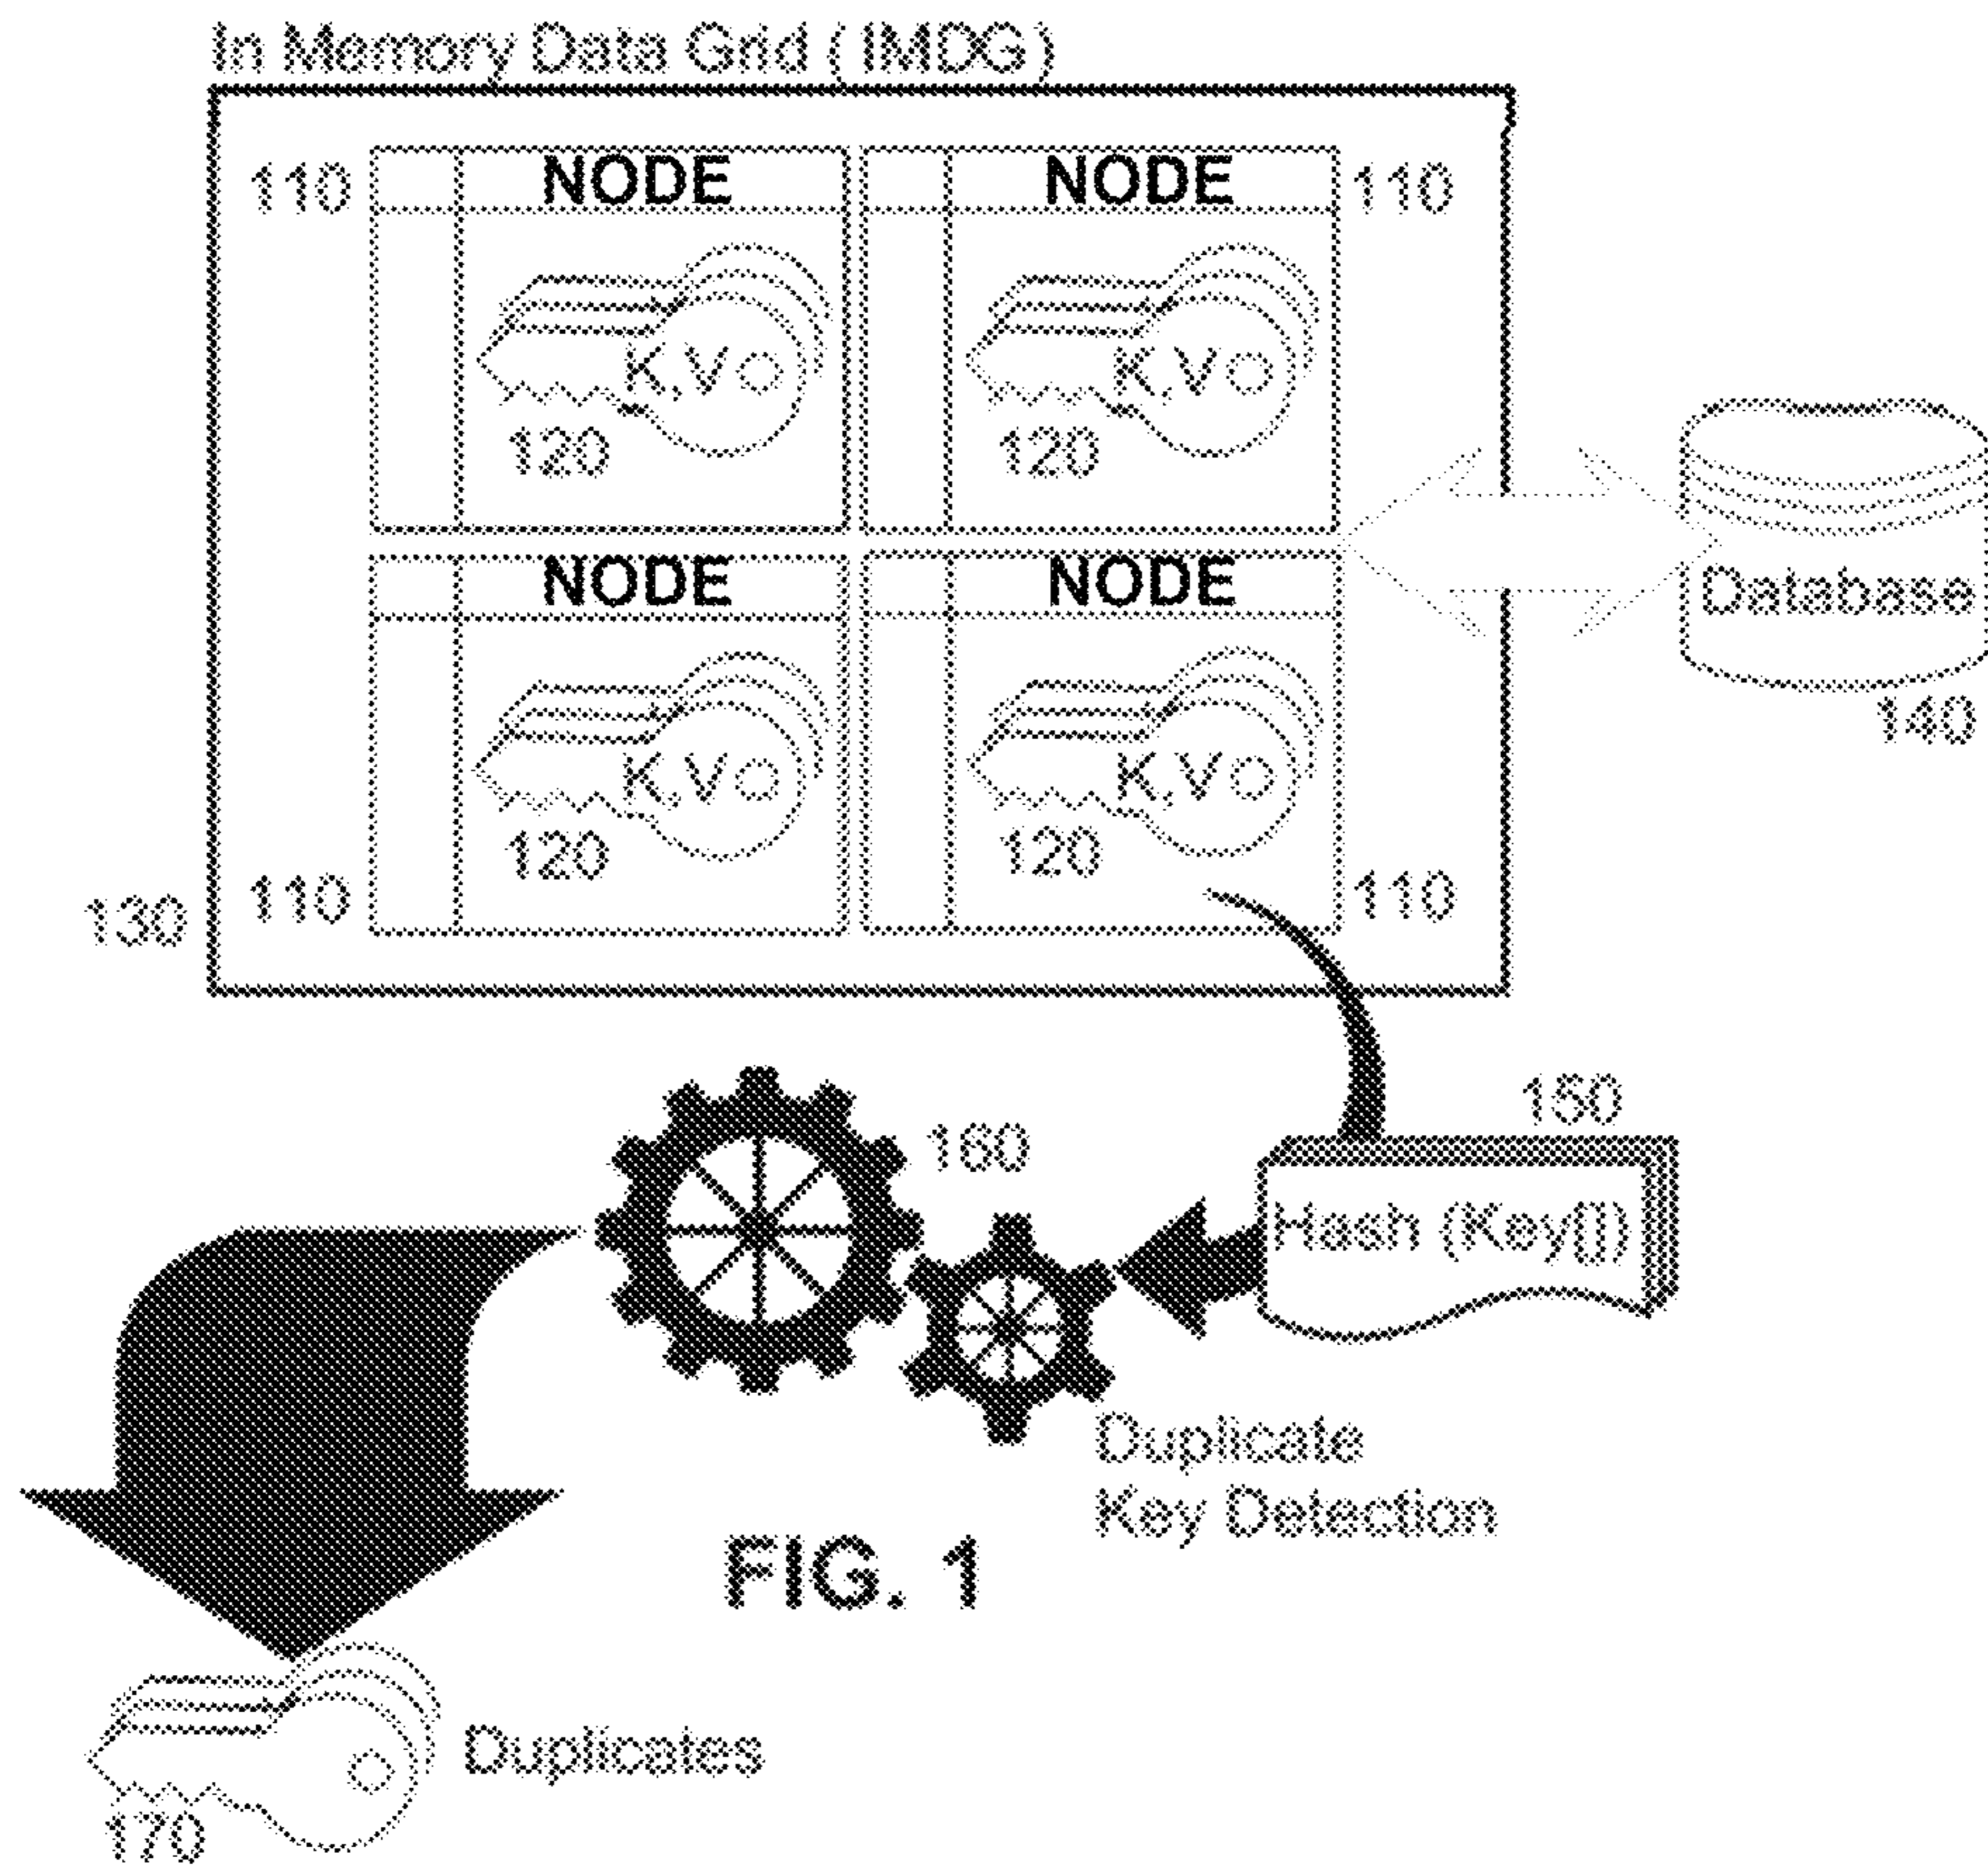 In Memory Data Grid ( IMDG )
110 NODE NODE 110
K,V K,V
120 120
NODE NODE
Database
140
K,V K,V
120 120
130 110 110
150
160
Hash (Key[])
Duplicate
Key Detection
FIG. 1
Duplicates
170